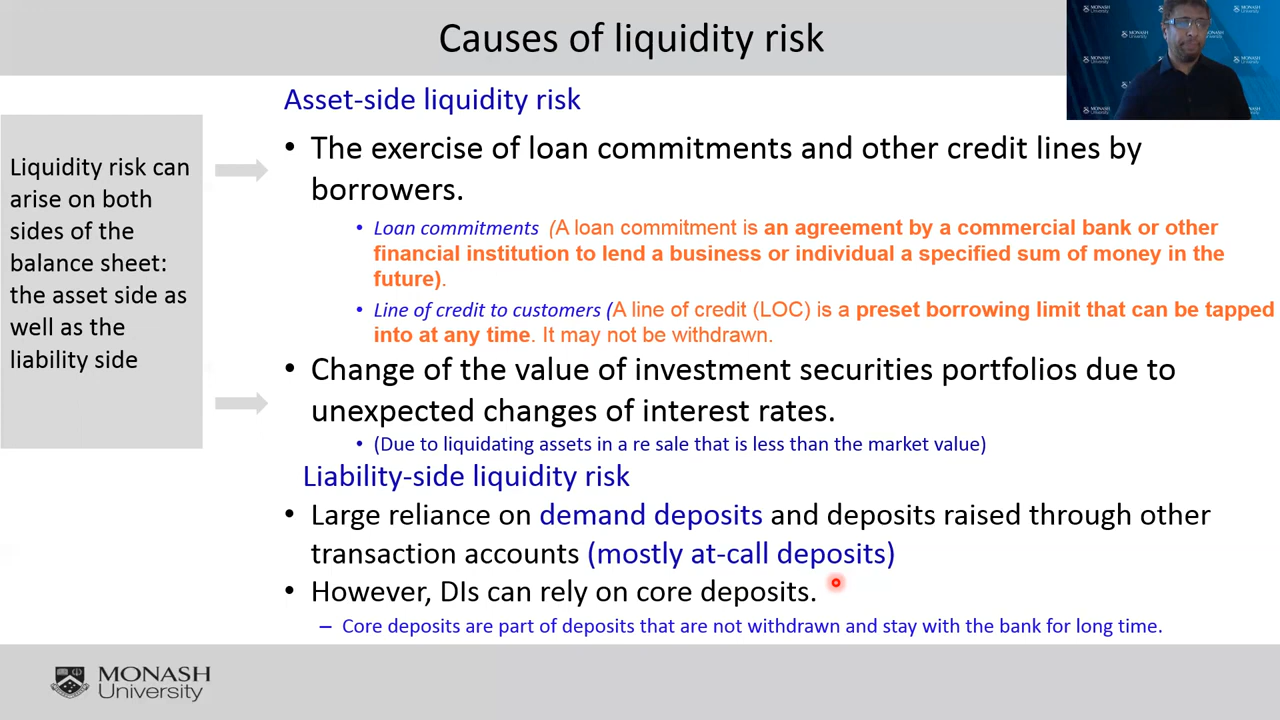 Causes of liquidity risk
MONASH
University
Asset-side liquidity risk
Liquidity risk can
arise on both
sides of the
balance sheet:
the asset side as
well as the
liability side
• The exercise of loan commitments and other credit lines by
borrowers.
• Loan commitments (A loan commitment is an agreement by a commercial bank or other
financial institution to lend a business or individual a specified sum of money in the
future).
• Line of credit to customers (A line of credit (LOC) is a preset borrowing limit that can be tapped
into at any time. It may not be withdrawn.
• Change of the value of investment securities portfolios due to
unexpected changes of interest rates.
• (Due to liquidating assets in a re sale that is less than the market value)
Liability-side liquidity risk
• Large reliance on demand deposits and deposits raised through other
transaction accounts (mostly at-call deposits)
• However, DIs can rely on core deposits.
– Core deposits are part of deposits that are not withdrawn and stay with the bank for long time.
MONASH
University